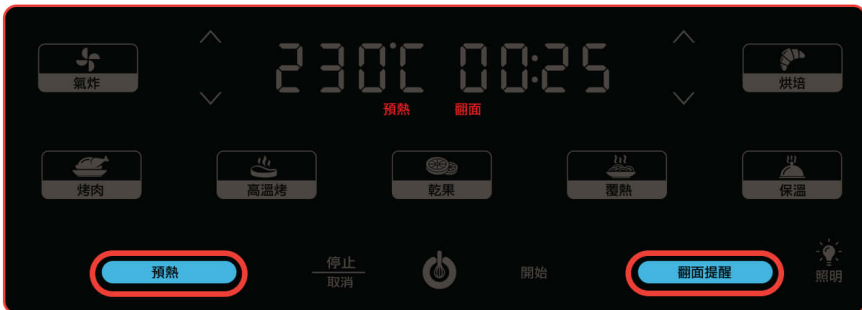 氣炸
230℃ 00:25
烘培
預熱 翻面
烤肉
高溫烤
乾果
覆熱
保溫
預熱
停止
取消
開始
翻面提醒
照明